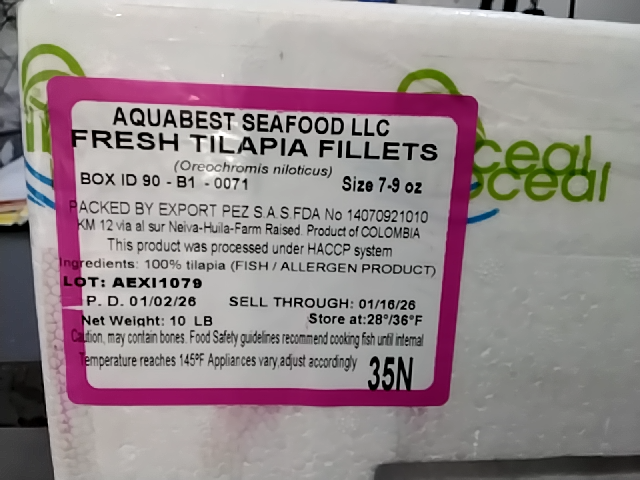 AQUABEST SEAFOOD LLC
FRESH TILAPIA FILLETS
(Oreochromis niloticus)
BOX ID 90 - B1 - 0071 Size 7-9 oz
PACKED BY EXPORT PEZ S.A.S.FDA No 14070921010
KM 12 via al sur Neiva-Huila-Farm Raised. Product of COLOMBIA
This product was processed under HACCP system
Ingredients: 100% tilapia (FISH / ALLERGEN PRODUCT)
LOT: AEXI1079
P. D. 01/02/26 SELL THROUGH: 01/16/26
Net Weight: 10 LB Store at:28°/36°F
Caution, may contain bones. Food Safety guidelines recommend cooking fish until internal
Temperature reaches 145°F Appliances vary,adjust accordingly
35N
ceal
oceal